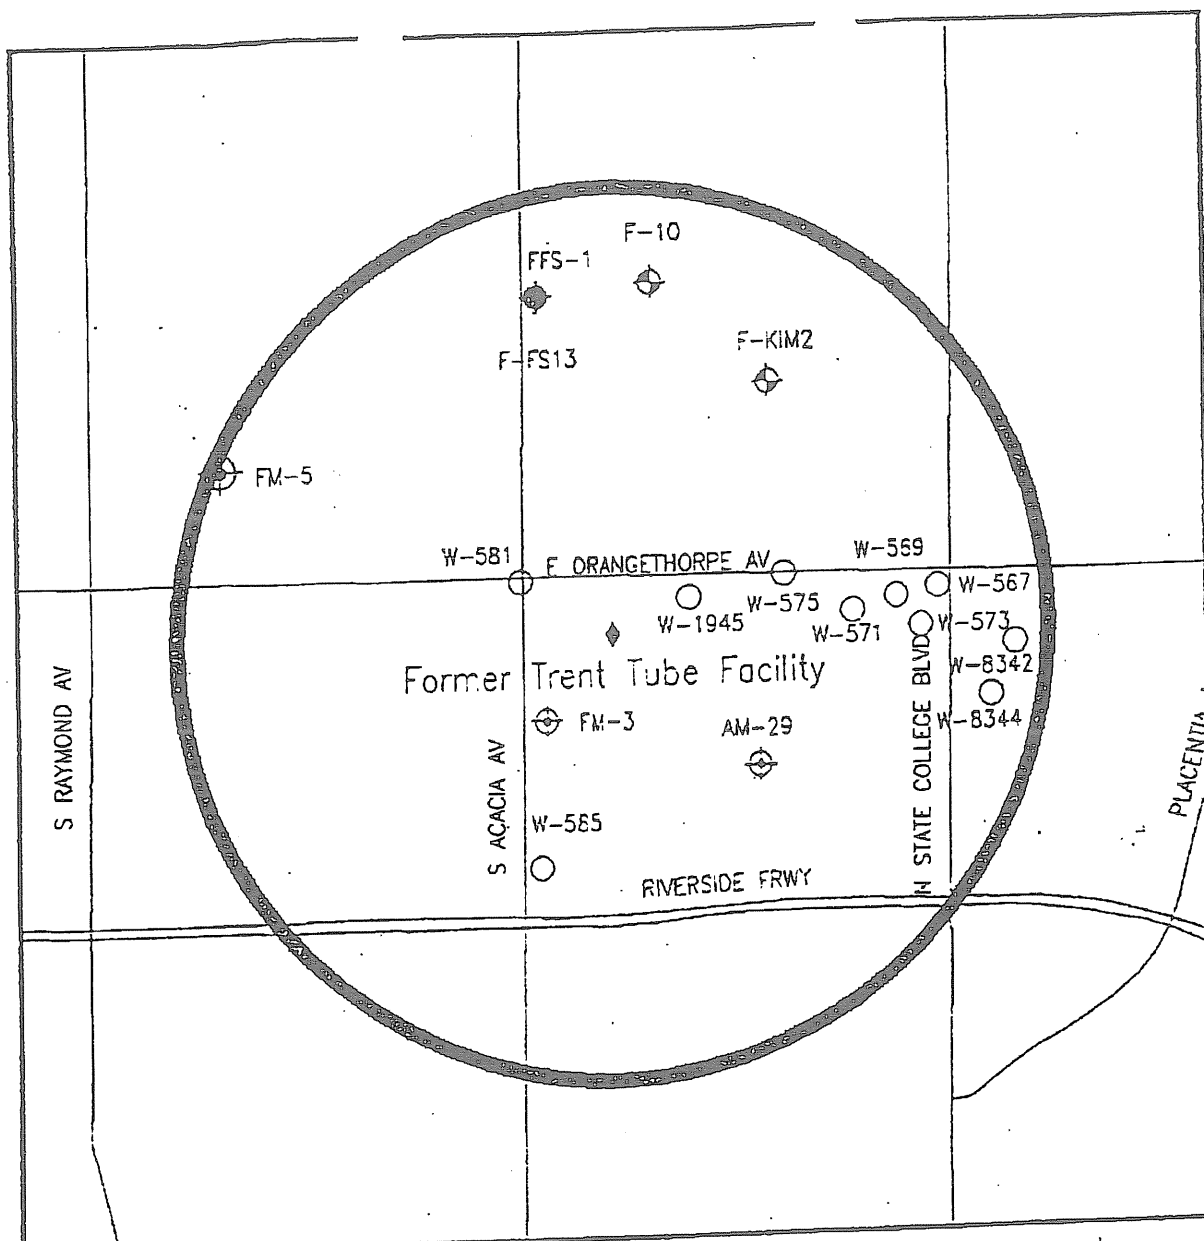 F-10
FFS-1
F-KIM2
F-FS13
FM-5
W-581
E ORANGETHORPE AV
W-569
W-567
W-1945
W-575
W-571
W-573
W-8342
W-8344
Former Trent Tube Facility
FM-3
AM-29
W-585
S RAYMOND AV
S ACACIA AV
N STATE COLLEGE BLVD
PLACENTIA
RIVERSIDE FRWY